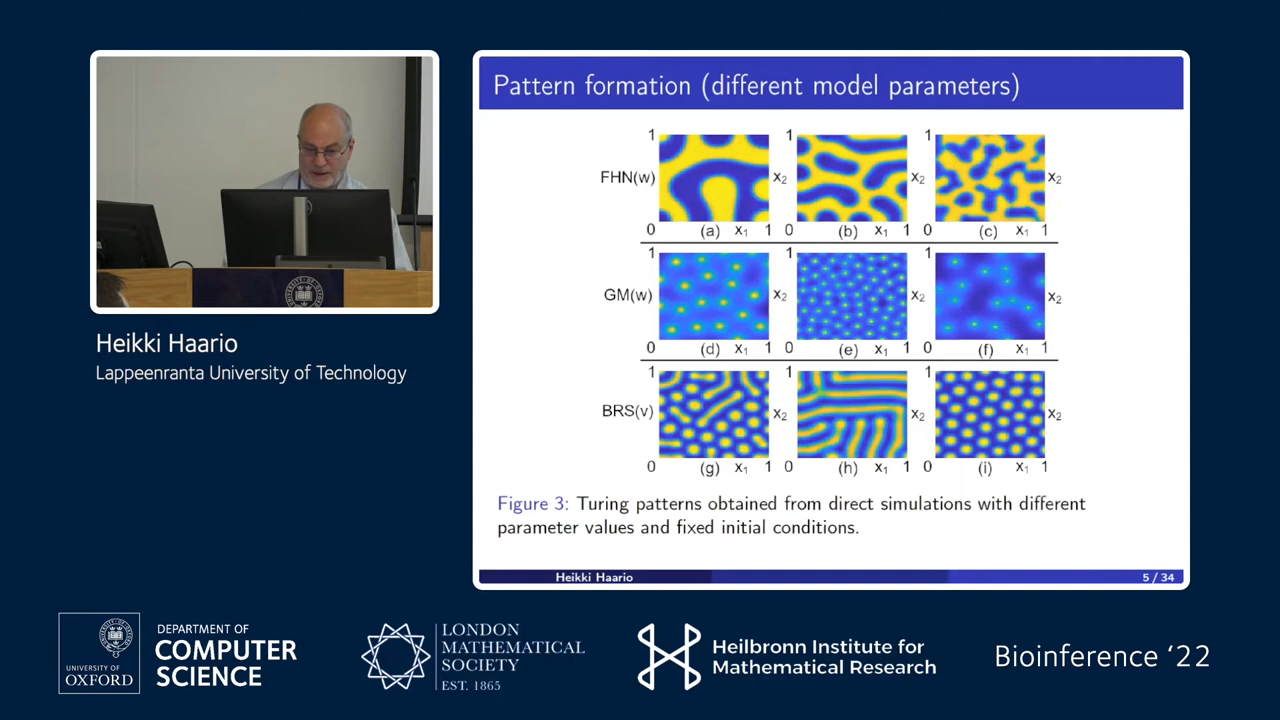 Pattern formation (different model parameters)
1 1 1
FHN(w) x2 x2 x2
0 (a) x1 1 0 (b) x1 1 0 (c) x1 1
1 1 1
GM(w) x2 x2 x2
0 (d) x1 1 0 (e) x1 1 0 (f) x1 1
1 1 1
BRS(v) x2 x2 x2
0 (g) x1 1 0 (h) x1 1 0 (i) x1 1
Figure 3: Turing patterns obtained from direct simulations with different
parameter values and fixed initial conditions.
Heikki Haario 5 / 34
Heikki Haario
Lappeenranta University of Technology
UNIVERSITY OF
OXFORD
DEPARTMENT OF
COMPUTER
SCIENCE
LONDON
MATHEMATICAL
SOCIETY
EST. 1865
Heilbronn Institute for
Mathematical Research
Bioinference ‘22